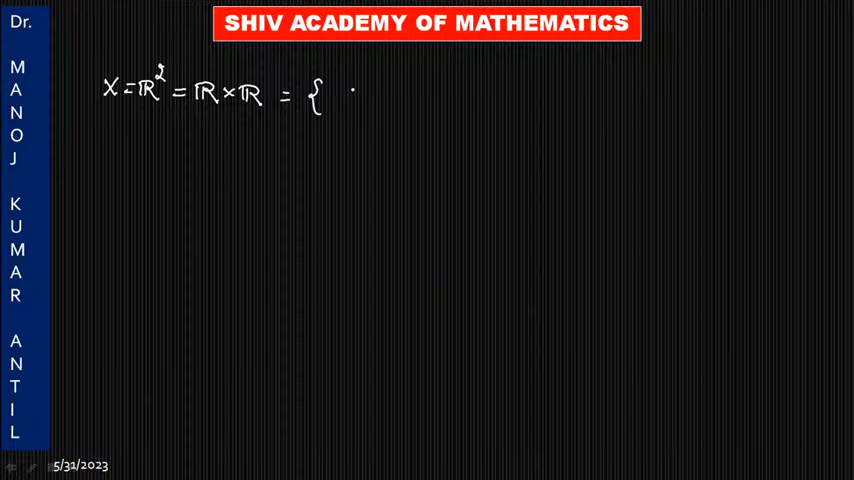 SHIV ACADEMY OF MATHEMATICS
Dr.
M
A
N
O
J
K
U
M
A
R
A
N
T
I
L
X = ℝ² = ℝ × ℝ = {
5/31/2023